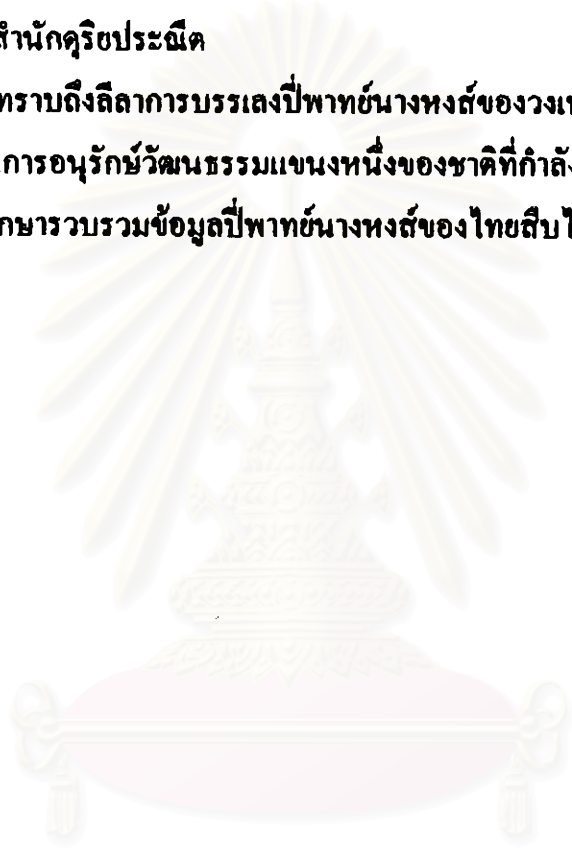 สำนักดุริยประณีต
ทราบถึงลีลาการบรรเลงปี่พาทย์นางหงส์ของวงเ
การอนุรักษ์วัฒนธรรมแขนงหนึ่งของชาติที่กำลัง
กษารวบรวมข้อมูลปี่พาทย์นางหงส์ของไทยสืบไ